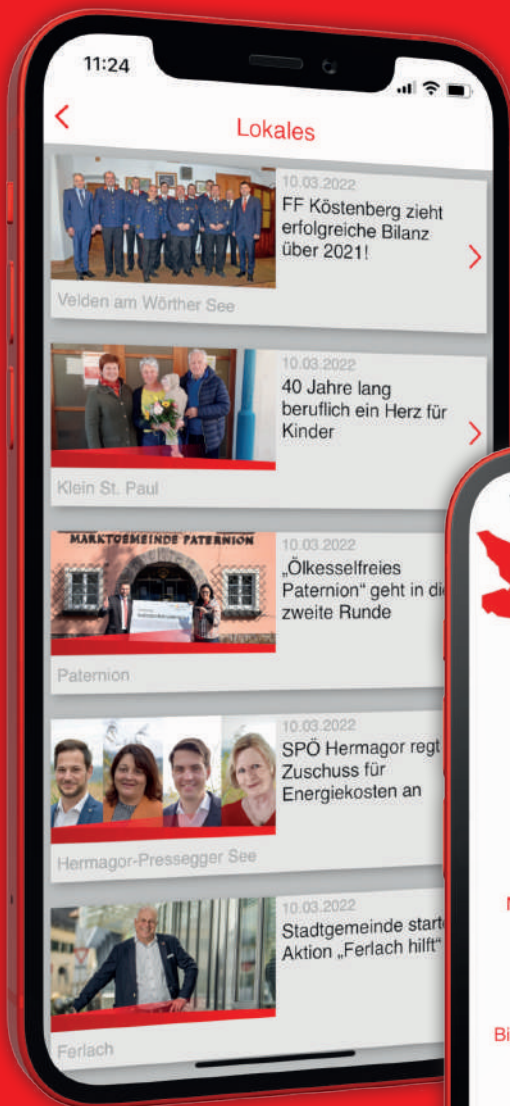 11:24
Lokales
10.03.2022
FF Köstenberg zieht
erfolgreiche Bilanz
über 2021!
Velden am Wörther See
10.03.2022
40 Jahre lang
beruflich ein Herz für
Kinder
Klein St. Paul
MARKTGEMEINDE PATERNION
10.03.2022
„Ölkesselfreies
Paternion“ geht in die
zweite Runde
Paternion
10.03.2022
SPÖ Hermagor regt
Zuschuss für
Energiekosten an
Hermagor-Pressegger See
10.03.2022
Stadtgemeinde start
Aktion „Ferlach hilft“
Ferlach
Bi